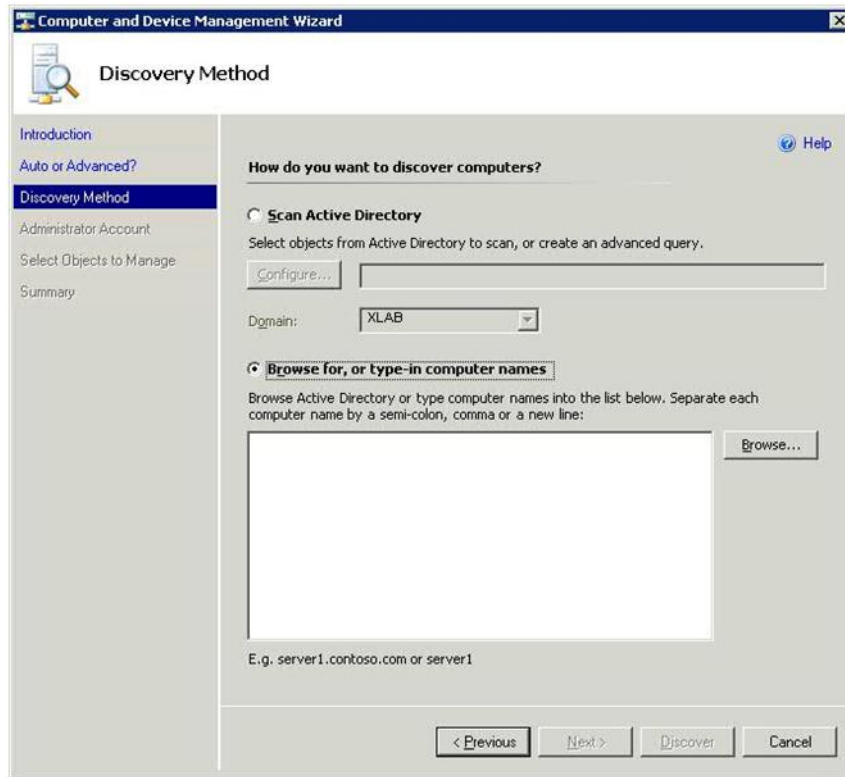 Computer and Device Management Wizard
Discovery Method
Introduction
Auto or Advanced?
Discovery Method
Administrator Account
Select Objects to Manage
Summary
Help
How do you want to discover computers?
Scan Active Directory
Select objects from Active Directory to scan, or create an advanced query.
Configure...
Domain: XLAB
Browse for, or type-in computer names
Browse Active Directory or type computer names into the list below. Separate each
computer name by a semi-colon, comma or a new line:
Browse...
E.g. server1.contoso.com or server1
< Previous Next > Discover Cancel